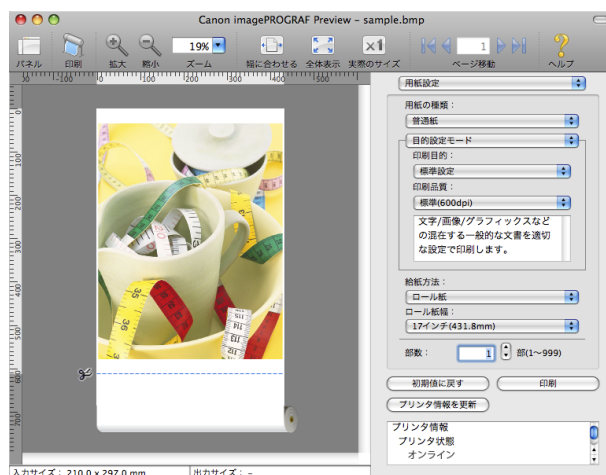 Canon imagePROGRAF Preview – sample.bmp
パネル
印刷
拡大
縮小
19%
ズーム
幅に合わせる
全体表示
実際のサイズ
1
ページ移動
ヘルプ
用紙設定
用紙の種類：
普通紙
目的設定モード
印刷目的：
標準設定
印刷品質：
標準(600dpi)
文字/画像/グラフィックスなど
の混在する一般的な文書を適切
な設定で印刷します。
給紙方法：
ロール紙
ロール紙幅：
17インチ(431.8mm)
部数：
1
部(1〜999)
初期値に戻す
印刷
プリンタ情報を更新
プリンタ情報
プリンタ状態
オンライン
入力サイズ： 210.0 x 297.0 mm
出力サイズ： –